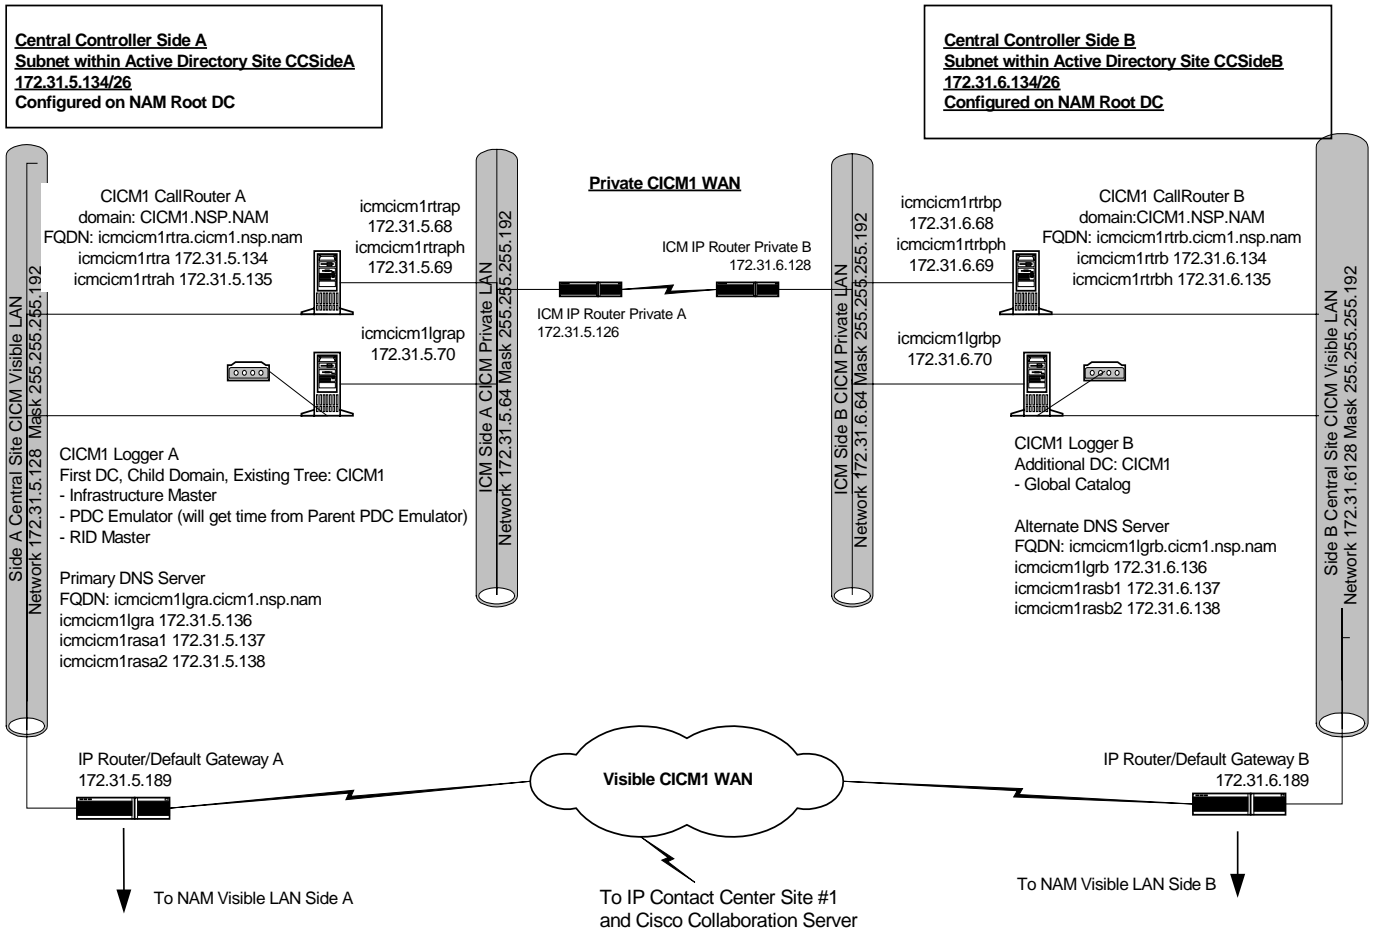 Central Controller Side A
Subnet within Active Directory Site CCSideA
172.31.5.134/26
Configured on NAM Root DC
Central Controller Side B
Subnet within Active Directory Site CCSideB
172.31.6.134/26
Configured on NAM Root DC
Side A Central Site CICM Visible LAN
Network 172.31.5.128 Mask 255.255.255.192
CICM1 CallRouter A
domain: CICM1.NSP.NAM
FQDN: icmcicm1rtra.cicm1.nsp.nam
icmcicm1rtra 172.31.5.134
icmcicm1rtrah 172.31.5.135
icmcicm1rtrap
172.31.5.68
icmcicm1rtraph
172.31.5.69
icmcicm1lgrap
172.31.5.70
ICM Side A CICM Private LAN
Network 172.31.5.64 Mask 255.255.255.192
Private CICM1 WAN
ICM IP Router Private B
172.31.6.128
ICM IP Router Private A
172.31.5.126
ICM Side B CICM Private LAN
Network 172.31.6.64 Mask 255.255.255.192
icmcicm1rtrbp
172.31.6.68
icmcicm1rtrbph
172.31.6.69
icmcicm1lgrbp
172.31.6.70
CICM1 CallRouter B
domain:CICM1.NSP.NAM
FQDN: icmcicm1rtrb.cicm1.nsp.nam
icmcicm1rtrb 172.31.6.134
icmcicm1rtrbh 172.31.6.135
Side B Central Site CICM Visible LAN
Network 172.31.6128 Mask 255.255.255.192
CICM1 Logger A
First DC, Child Domain, Existing Tree: CICM1
- Infrastructure Master
- PDC Emulator (will get time from Parent PDC Emulator)
- RID Master
Primary DNS Server
FQDN: icmcicm1lgra.cicm1.nsp.nam
icmcicm1lgra 172.31.5.136
icmcicm1rasa1 172.31.5.137
icmcicm1rasa2 172.31.5.138
CICM1 Logger B
Additional DC: CICM1
- Global Catalog
Alternate DNS Server
FQDN: icmcicm1lgrb.cicm1.nsp.nam
icmcicm1lgrb 172.31.6.136
icmcicm1rasb1 172.31.6.137
icmcicm1rasb2 172.31.6.138
IP Router/Default Gateway A
172.31.5.189
Visible CICM1 WAN
IP Router/Default Gateway B
172.31.6.189
To NAM Visible LAN Side A
To IP Contact Center Site #1
and Cisco Collaboration Server
To NAM Visible LAN Side B